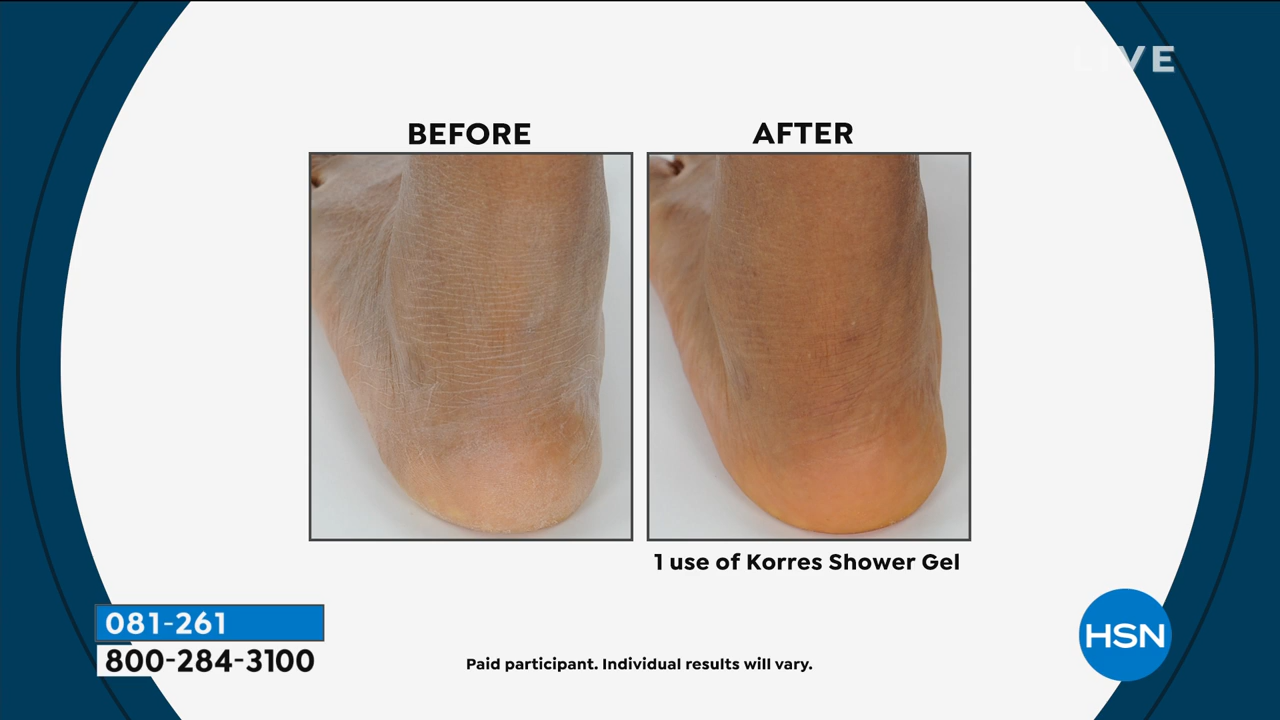 LIVE
BEFORE
AFTER
1 use of Korres Shower Gel
081-261
800-284-3100
Paid participant. Individual results will vary.
HSN